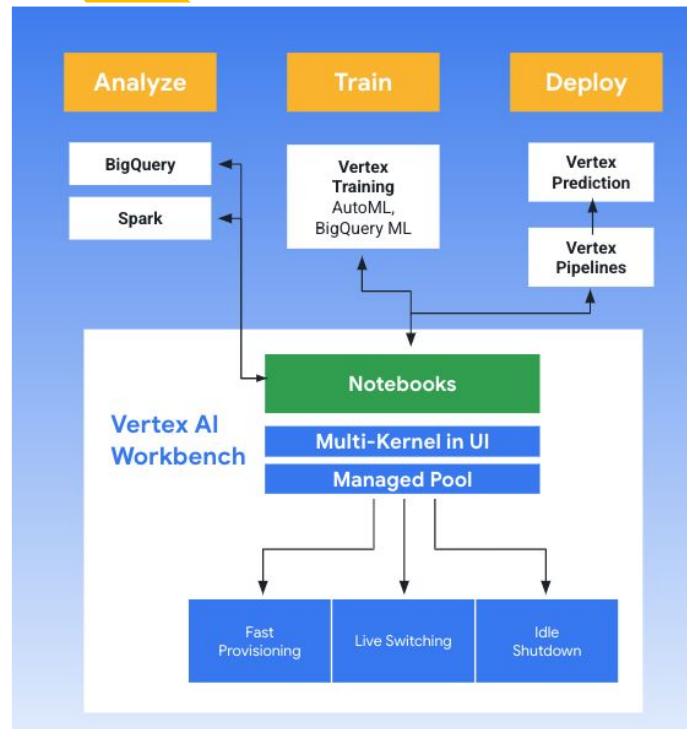 Analyze
Train
Deploy
BigQuery
Spark
Vertex
Training
AutoML,
BigQuery ML
Vertex
Prediction
Vertex
Pipelines
Vertex AI
Workbench
Notebooks
Multi-Kernel in UI
Managed Pool
Fast
Provisioning
Live Switching
Idle
Shutdown